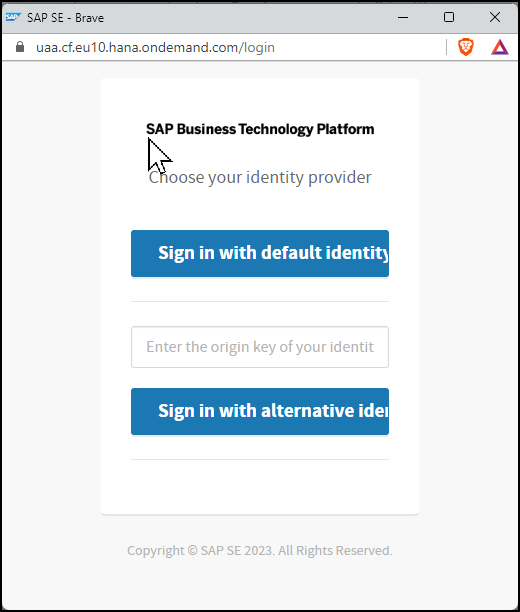 SAP SAP SE - Brave
uaa.cf.eu10.hana.ondemand.com/login
SAP Business Technology Platform
Choose your identity provider
Sign in with default identity
Enter the origin key of your identit
Sign in with alternative iden
Copyright © SAP SE 2023. All Rights Reserved.